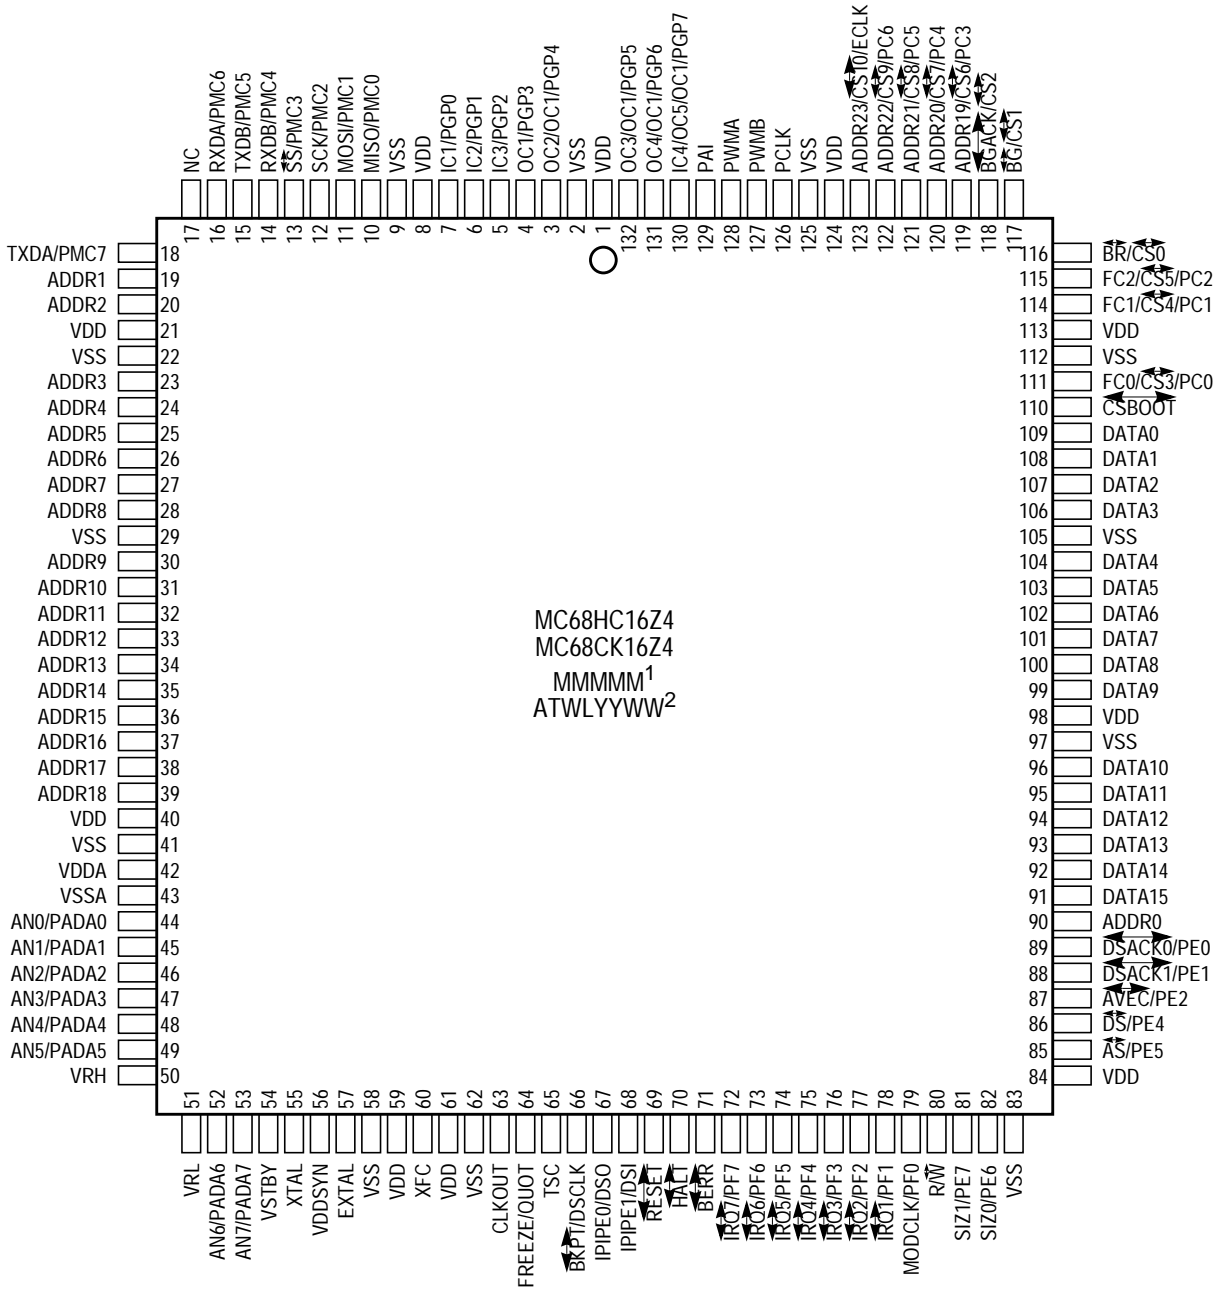 NC
RXDA/PMC6
TXDB/PMC5
RXDB/PMC4
SS/PMC3
SCK/PMC2
MOSI/PMC1
MISO/PMC0
VSS
VDD
IC1/PGP0
IC2/PGP1
IC3/PGP2
OC1/PGP3
OC2/OC1/PGP4
VSS
VDD
OC3/OC1/PGP5
OC4/OC1/PGP6
IC4/OC5/OC1/PGP7
PAI
PWMA
PWMB
PCLK
VSS
VDD
ADDR23/CS10/ECLK
ADDR22/CS9/PC6
ADDR21/CS8/PC5
ADDR20/CS7/PC4
ADDR19/CS6/PC3
BGACK/CS2
BG/CS1
17 16 15 14 13 12 11 10 9 8 7 6 5 4 3 2 1 132 131 130 129 128 127 126 125 124 123 122 121 120 119 118 117
TXDA/PMC7 18
ADDR1 19
ADDR2 20
VDD 21
VSS 22
ADDR3 23
ADDR4 24
ADDR5 25
ADDR6 26
ADDR7 27
ADDR8 28
VSS 29
ADDR9 30
ADDR10 31
ADDR11 32
ADDR12 33
ADDR13 34
ADDR14 35
ADDR15 36
ADDR16 37
ADDR17 38
ADDR18 39
VDD 40
VSS 41
VDDA 42
VSSA 43
AN0/PADA0 44
AN1/PADA1 45
AN2/PADA2 46
AN3/PADA3 47
AN4/PADA4 48
AN5/PADA5 49
VRH 50
MC68HC16Z4
MC68CK16Z4
MMMMM1
ATWLYYWW2
116 BR/CS0
115 FC2/CS5/PC2
114 FC1/CS4/PC1
113 VDD
112 VSS
111 FC0/CS3/PC0
110 CSBOOT
109 DATA0
108 DATA1
107 DATA2
106 DATA3
105 VSS
104 DATA4
103 DATA5
102 DATA6
101 DATA7
100 DATA8
99 DATA9
98 VDD
97 VSS
96 DATA10
95 DATA11
94 DATA12
93 DATA13
92 DATA14
91 DATA15
90 ADDR0
89 DSACK0/PE0
88 DSACK1/PE1
87 AVEC/PE2
86 DS/PE4
85 AS/PE5
84 VDD
51 52 53 54 55 56 57 58 59 60 61 62 63 64 65 66 67 68 69 70 71 72 73 74 75 76 77 78 79 80 81 82 83
VRL
AN6/PADA6
AN7/PADA7
VSTBY
XTAL
VDDSYN
EXTAL
VSS
VDD
XFC
VDD
VSS
CLKOUT
FREEZE/QUOT
TSC
BKPT/DSCLK
IPIPE0/DSO
IPIPE1/DSI
RESET
HALT
BERR
IRQ7/PF7
IRQ6/PF6
IRQ5/PF5
IRQ4/PF4
IRQ3/PF3
IRQ2/PF2
IRQ1/PF1
MODCLK/PF0
R/W
SIZ1/PE7
SIZ0/PE6
VSS